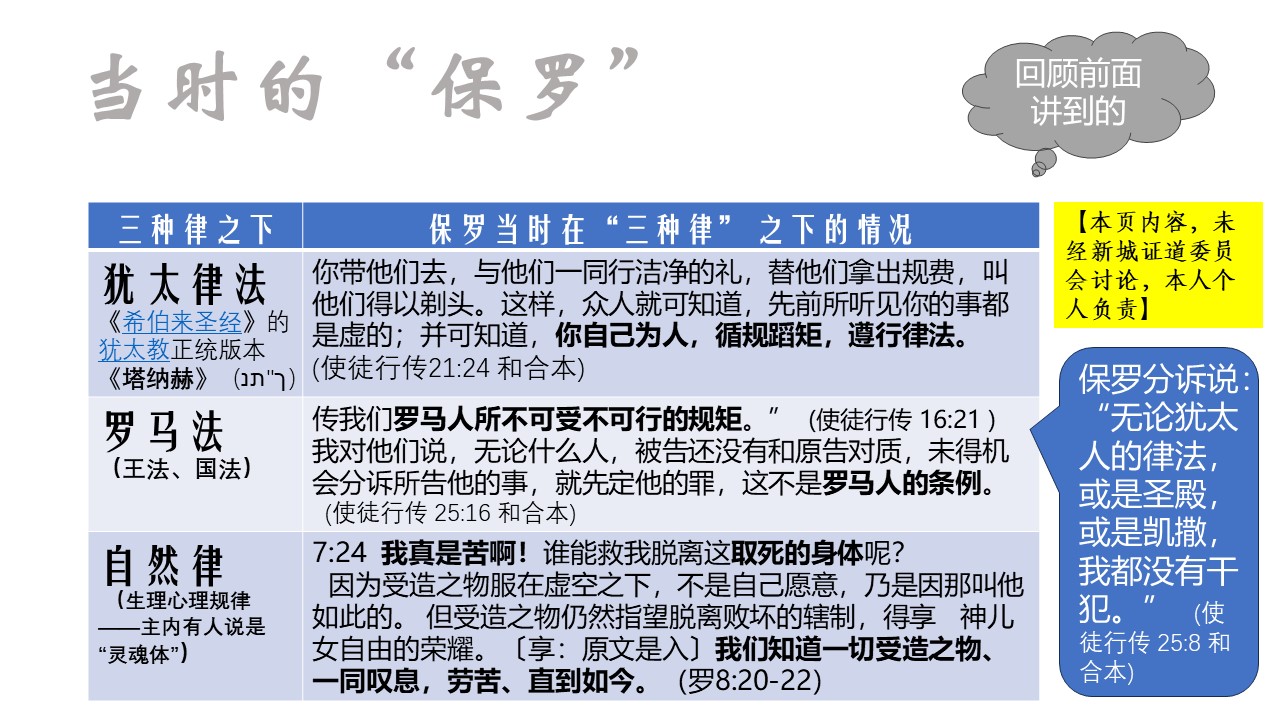 当时的“保罗”
回顾前面
讲到的
三种律之下
保罗当时在“三种律”之下的情况
犹太律法
《希伯来圣经》的
犹太教正统版本
《塔纳赫》（תנ"ך）
你带他们去，与他们一同行洁净的礼，替他们拿出规费，叫
他们得以剃头。这样，众人就可知道，先前所听见你的事都
是虚的；并可知道，你自己为人，循规蹈矩，遵行律法。
(使徒行传21:24 和合本)
罗马法
（王法、国法）
传我们罗马人所不可受不可行的规矩。” (使徒行传 16:21 )
我对他们说，无论什么人，被告还没有和原告对质，未得机
会分诉所告他的事，就先定他的罪，这不是罗马人的条例。
(使徒行传 25:16 和合本)
自然律
（生理心理规律
——主内有人说是
“灵魂体”）
7:24 我真是苦啊！谁能救我脱离这取死的身体呢？
因为受造之物服在虚空之下，不是自己愿意，乃是因那叫他
如此的。 但受造之物仍然指望脱离败坏的辖制，得享　神儿
女自由的荣耀。〔享：原文是入〕我们知道一切受造之物、
一同叹息，劳苦、直到如今。 (罗8:20-22)
【本页内容，未
经新城证道委员
会讨论，本人个
人负责】
保罗分诉说：
“无论犹太
人的律法，
或是圣殿，
或是凯撒，
我都没有干
犯。” (使
徒行传 25:8 和
合本)